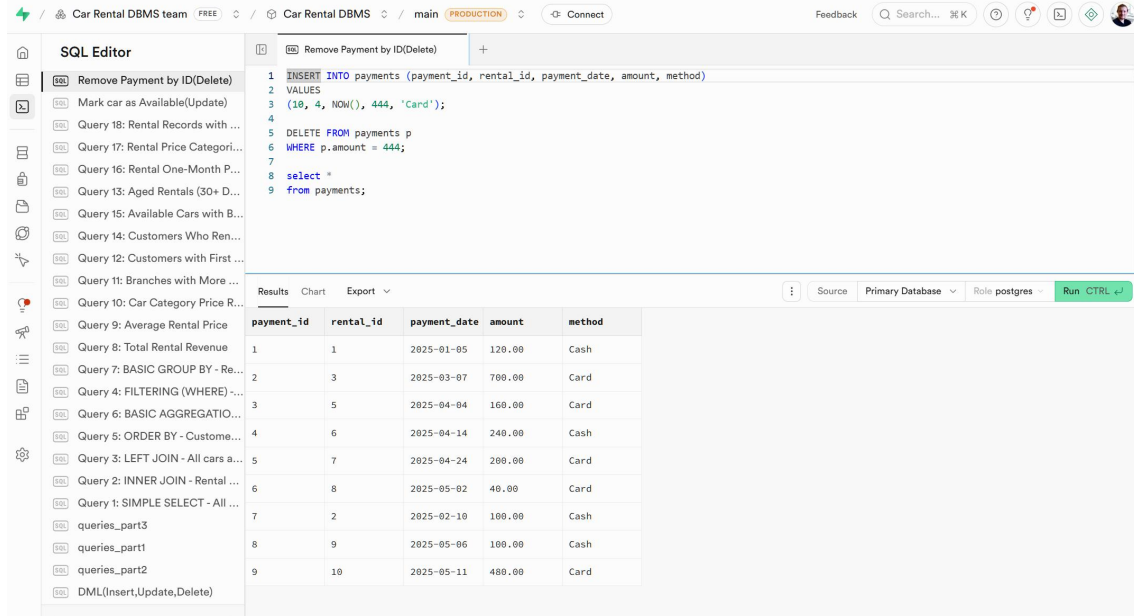 Car Rental DBMS team FREE / Car Rental DBMS / main PRODUCTION Connect Feedback Search... ⌘K
SQL Editor
Remove Payment by ID(Delete)
Mark car as Available(Update)
Query 18: Rental Records with ...
Query 17: Rental Price Categori...
Query 16: Rental One-Month P...
Query 13: Aged Rentals (30+ D...
Query 15: Available Cars with B...
Query 14: Customers Who Ren...
Query 12: Customers with First ...
Query 11: Branches with More ...
Query 10: Car Category Price R...
Query 9: Average Rental Price
Query 8: Total Rental Revenue
Query 7: BASIC GROUP BY - Re...
Query 4: FILTERING (WHERE) -...
Query 6: BASIC AGGREGATIO...
Query 5: ORDER BY - Custome...
Query 3: LEFT JOIN - All cars a...
Query 2: INNER JOIN - Rental ...
Query 1: SIMPLE SELECT - All ...
queries_part3
queries_part1
queries_part2
DML(Insert,Update,Delete)
Remove Payment by ID(Delete)
1 INSERT INTO payments (payment_id, rental_id, payment_date, amount, method)
2 VALUES
3 (10, 4, NOW(), 444, 'Card');
4
5 DELETE FROM payments p
6 WHERE p.amount = 444;
7
8 select *
9 from payments;
Results Chart Export Source Primary Database Role postgres Run CTRL
payment_id rental_id payment_date amount method
1 1 2025-01-05 120.00 Cash
2 3 2025-03-07 700.00 Card
3 5 2025-04-04 160.00 Card
4 6 2025-04-14 240.00 Cash
5 7 2025-04-24 200.00 Card
6 8 2025-05-02 40.00 Card
7 2 2025-02-10 100.00 Cash
8 9 2025-05-06 100.00 Cash
9 10 2025-05-11 480.00 Card